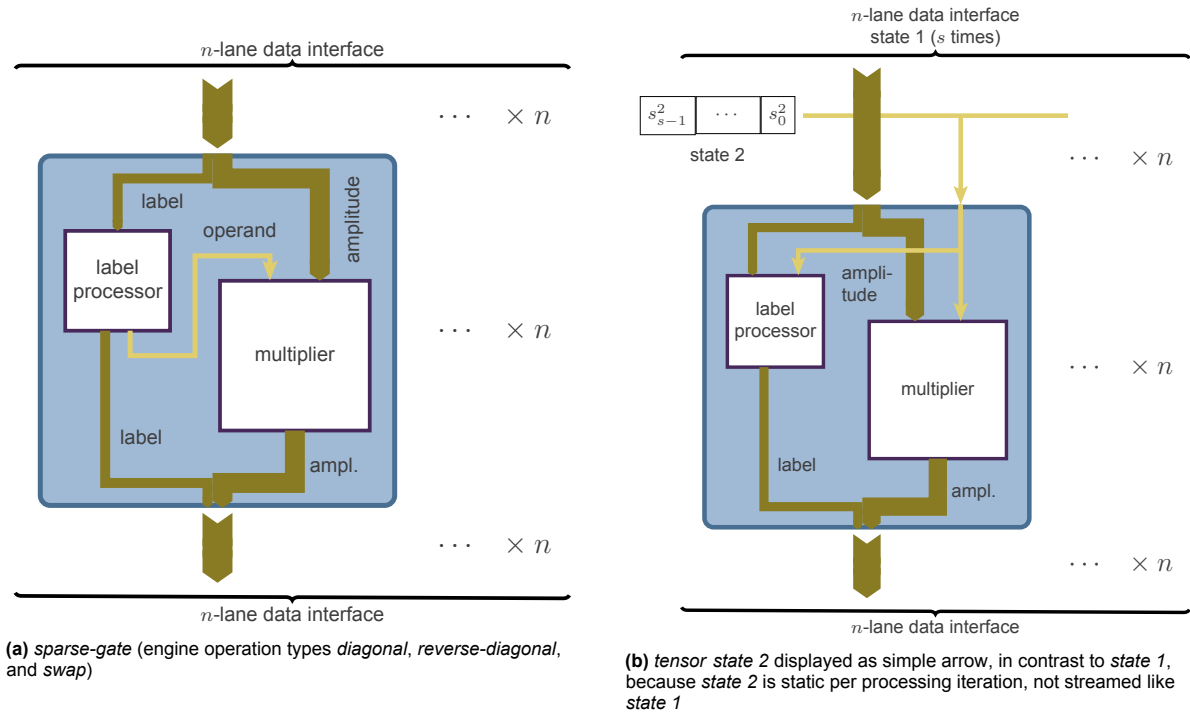 n-lane data interface
⋯ × n
label
operand
amplitude
label
processor
multiplier
⋯ × n
label
ampl.
⋯ × n
n-lane data interface
(a) sparse-gate (engine operation types diagonal, reverse-diagonal,
and swap)
n-lane data interface
state 1 (s times)
s²ₛ₋₁ ⋯ s²₀
state 2
⋯ × n
ampli-
tude
label
processor
multiplier
⋯ × n
label
ampl.
⋯ × n
n-lane data interface
(b) tensor state 2 displayed as simple arrow, in contrast to state 1,
because state 2 is static per processing iteration, not streamed like
state 1